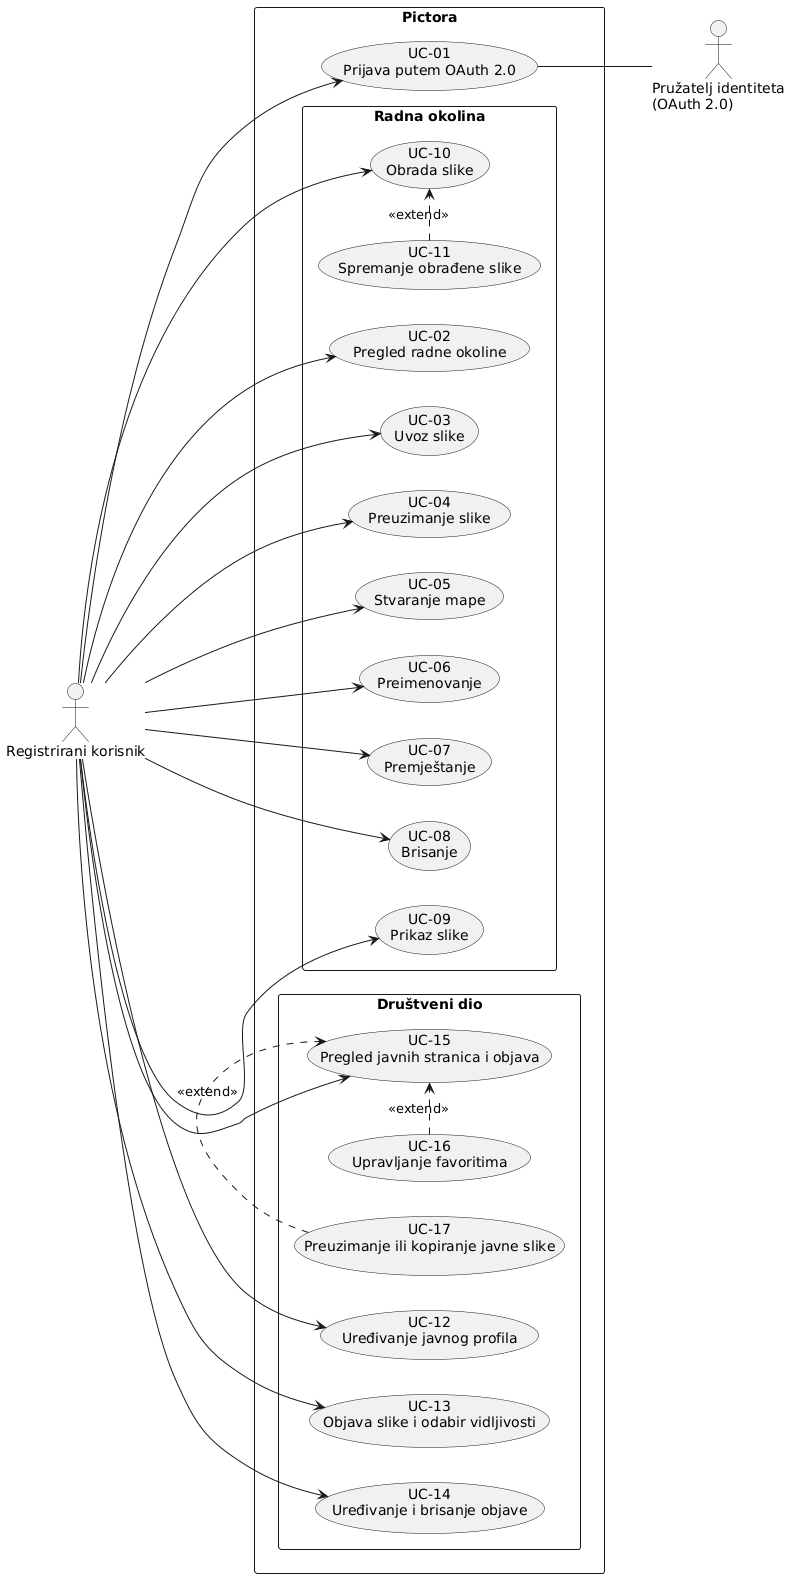 Pictora
UC-01
Prijava putem OAuth 2.0
Pružatelj identiteta
(OAuth 2.0)
Radna okolina
UC-10
Obrada slike
«extend»
UC-11
Spremanje obrađene slike
UC-02
Pregled radne okoline
UC-03
Uvoz slike
UC-04
Preuzimanje slike
UC-05
Stvaranje mape
UC-06
Preimenovanje
Registrirani korisnik
UC-07
Premještanje
UC-08
Brisanje
UC-09
Prikaz slike
Društveni dio
UC-15
Pregled javnih stranica i objava
«extend»
«extend»
UC-16
Upravljanje favoritima
UC-17
Preuzimanje ili kopiranje javne slike
UC-12
Uređivanje javnog profila
UC-13
Objava slike i odabir vidljivosti
UC-14
Uređivanje i brisanje objave